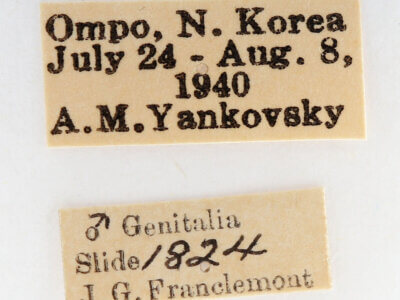 Ompo, N. Korea
July 24 - Aug. 8,
1940
A.M.Yankovsky
♂ Genitalia
Slide 1824
J. G. Franclemont